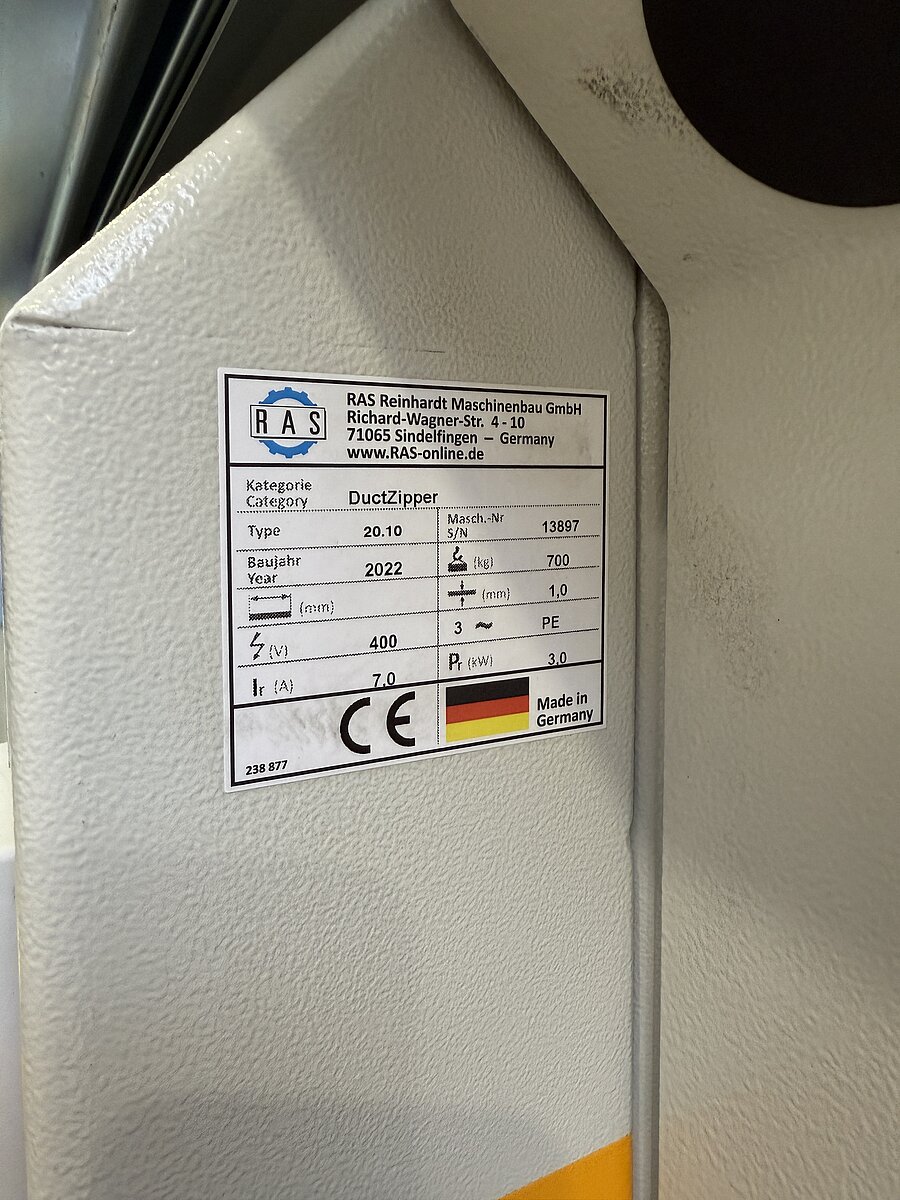 RAS
RAS Reinhardt Maschinenbau GmbH
Richard-Wagner-Str. 4 - 10
71065 Sindelfingen – Germany
www.RAS-online.de
Kategorie
Category
DuctZipper
Type 20.10
Masch.-Nr
S/N
13897
Baujahr
Year
2022
(kg) 700
(mm)
(mm) 1,0
(V) 400
3 ~ PE
Ir (A) 7,0
Pr (kW) 3,0
CE
Made in
Germany
238 877